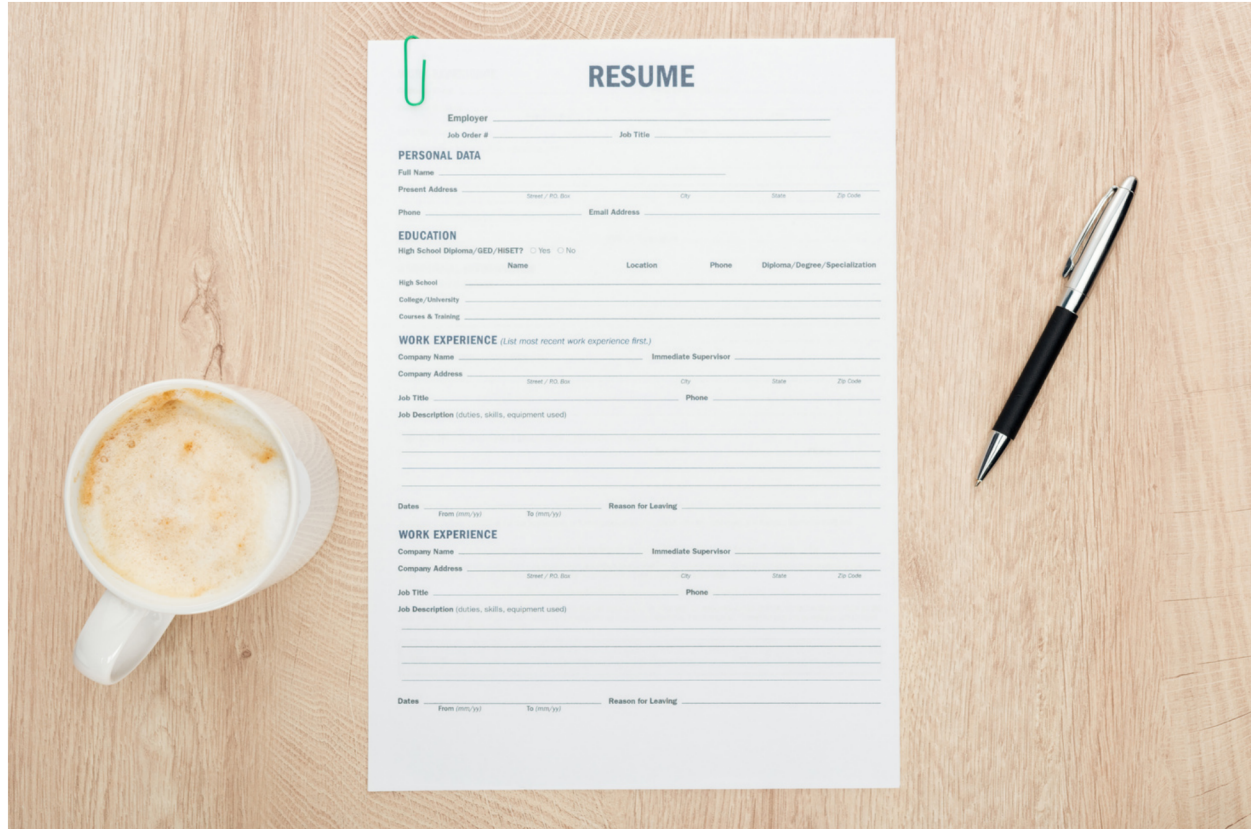 RESUME
Employer
Job Order # Job Title
PERSONAL DATA
Full Name
Present Address
Street / P.O. Box City State Zip Code
Phone Email Address
EDUCATION
High School Diploma/GED/HiSET? Yes No
Name Location Phone Diploma/Degree/Specialization
High School
College/University
Courses & Training
WORK EXPERIENCE (List most recent work experience first.)
Company Name Immediate Supervisor
Company Address
Street / P.O. Box City State Zip Code
Job Title Phone
Job Description (duties, skills, equipment used)
Dates Reason for Leaving
From (mm/yy) To (mm/yy)
WORK EXPERIENCE
Company Name Immediate Supervisor
Company Address
Street / P.O. Box City State Zip Code
Job Title Phone
Job Description (duties, skills, equipment used)
Dates Reason for Leaving
From (mm/yy) To (mm/yy)